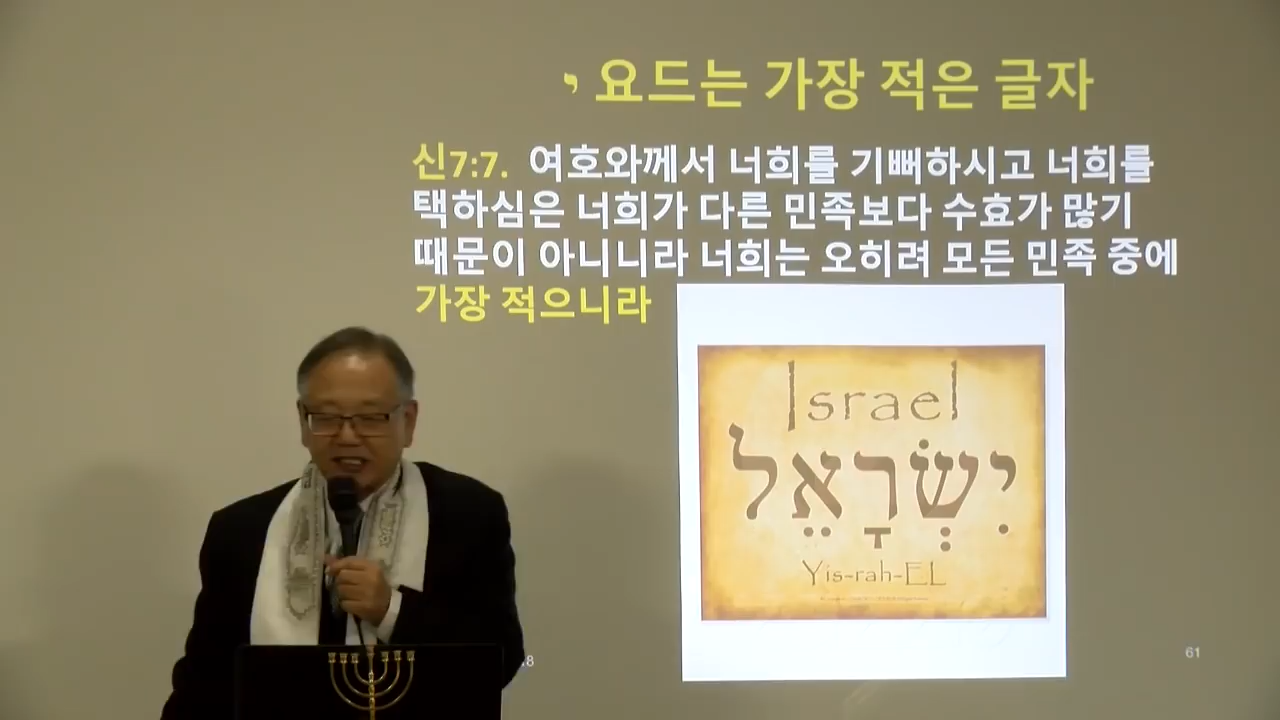 י 요드는 가장 적은 글자
신7:7. 여호와께서 너희를 기뻐하시고 너희를
택하심은 너희가 다른 민족보다 수효가 많기
때문이 아니니라 너희는 오히려 모든 민족 중에
가장 적으니라
Israel
יִשְׂרָאֵל
Yis-rah-EL
61